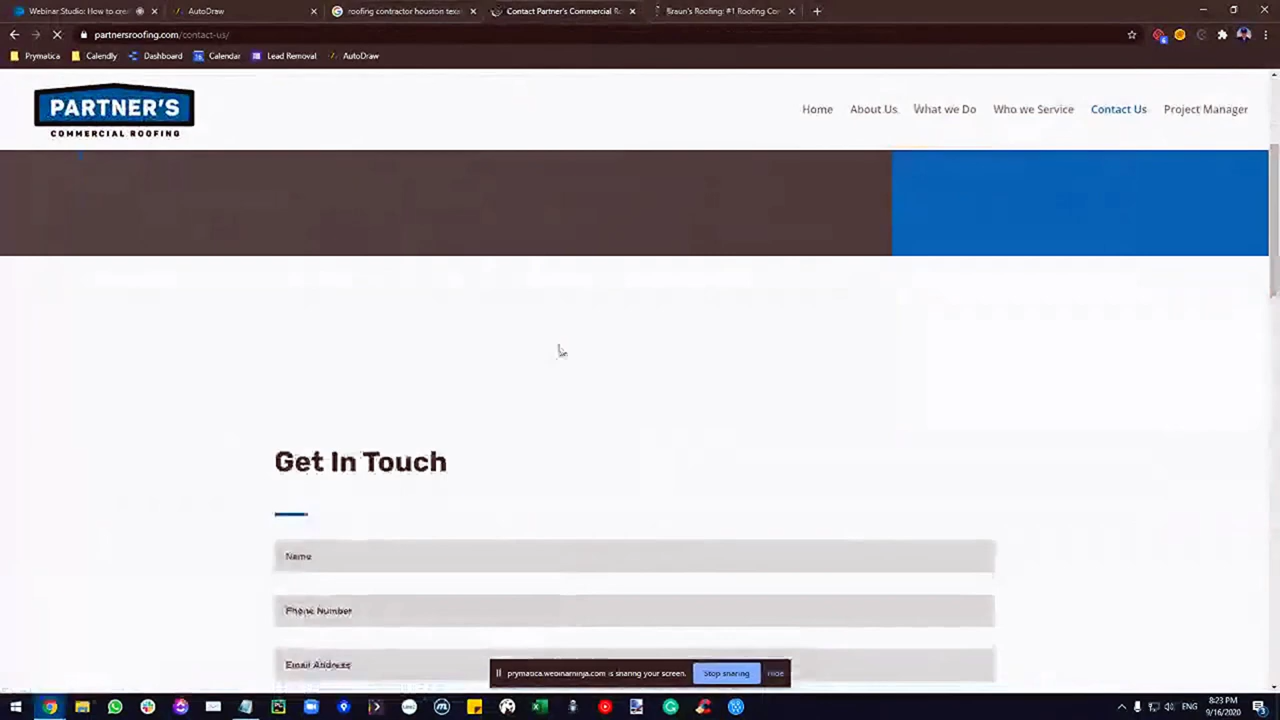 Webinar Studio: How to crea
AutoDraw
roofing contractor houston texa
Contact Partner's Commercial Ro
Braun's Roofing: #1 Roofing Co
partnersroofing.com/contact-us/
Prymatica
Calendly
Dashboard
Calendar
Lead Removal
AutoDraw
PARTNER'S
COMMERCIAL ROOFING
Home
About Us
What we Do
Who we Service
Contact Us
Project Manager
Get In Touch
Name
Phone Number
Email Address
prymatica.webinarninja.com is sharing your screen.
Stop sharing
Hide
ENG
8:23 PM
9/16/2020